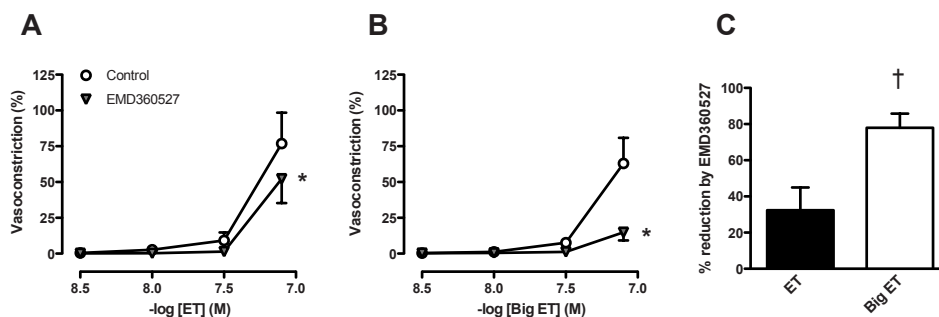 A
B
C
125
100
75
50
25
0
Vasoconstriction (%)
Control
EMD360527
*
8.5
8.0
7.5
7.0
-log [ET] (M)
125
100
75
50
25
0
Vasoconstriction (%)
*
8.5
8.0
7.5
7.0
-log [Big ET] (M)
†
100
80
60
40
20
0
% reduction by EMD360527
ET
Big ET